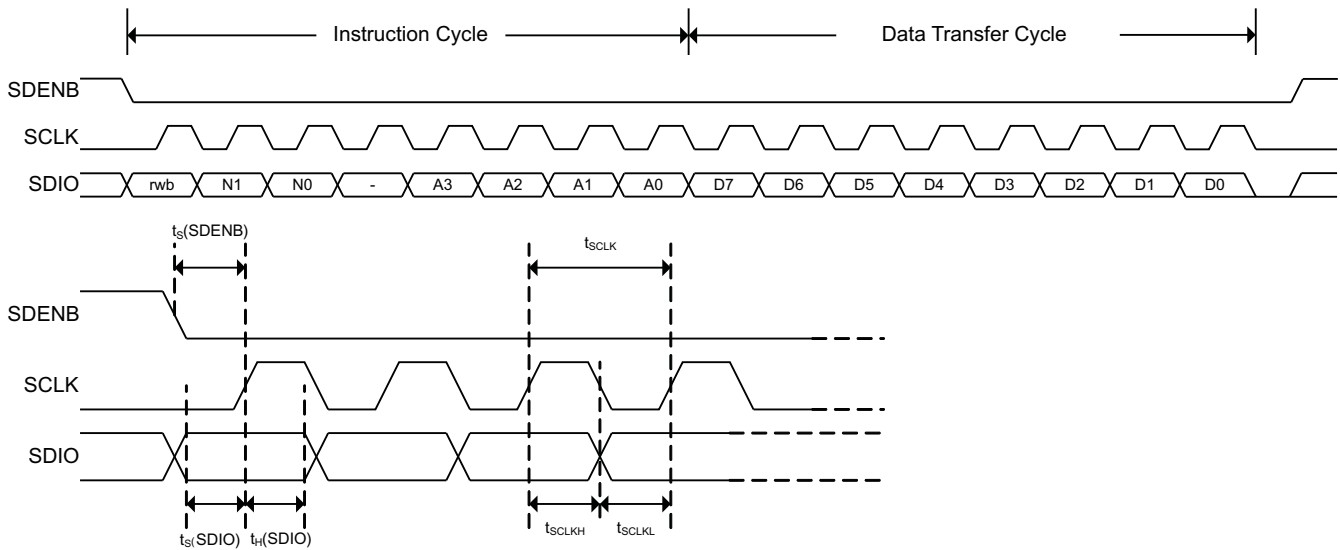 Instruction Cycle Data Transfer Cycle
SDENB
SCLK
SDIO rwb N1 N0 - A3 A2 A1 A0 D7 D6 D5 D4 D3 D2 D1 D0
tS(SDENB) tSCLK
SDENB
SCLK
SDIO
tS(SDIO) tH(SDIO) tSCLKH tSCLKL